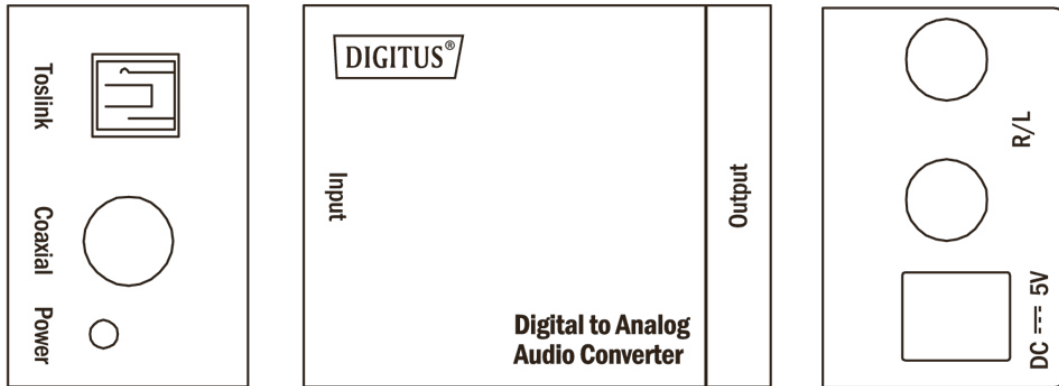 Toslink
Coaxial
Power
DIGITUS®
Input
Output
Digital to Analog
Audio Converter
R/L
DC ⎓ 5V